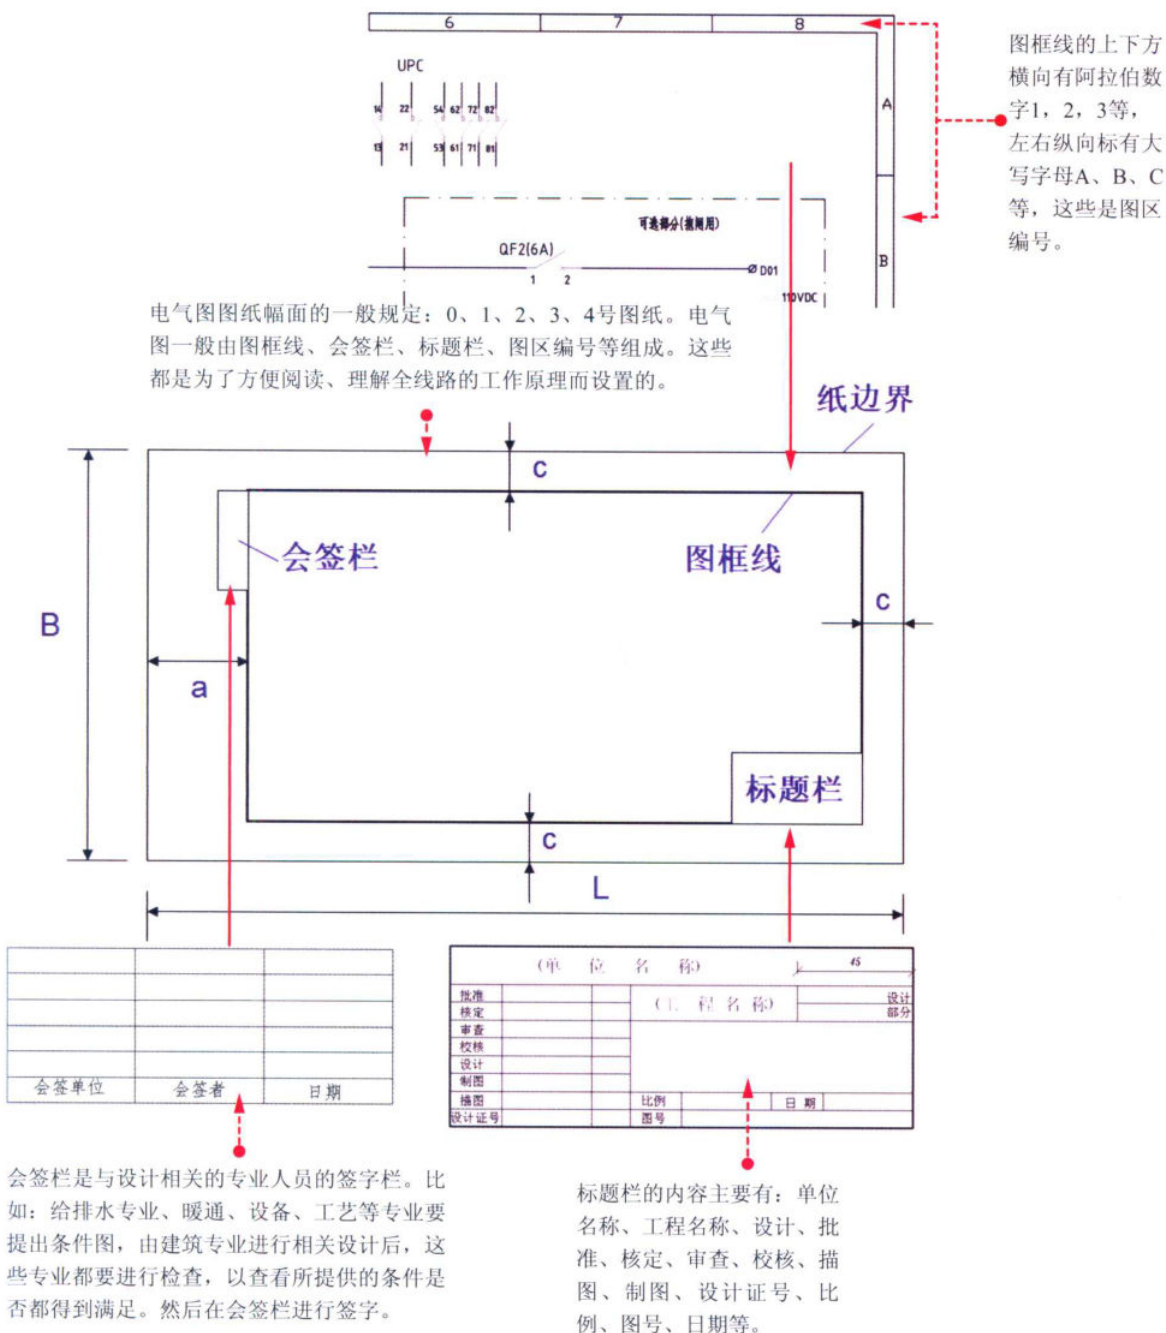 6 7 8
UPC
14 22 54 62 72 82
13 21 53 61 71 81
A
B
可选部分(抱闸用)
QF2(6A)
1 2
D01
110VDC
图框线的上下方
横向有阿拉伯数
字1，2，3等，
左右纵向标有大
写字母A、B、C
等，这些是图区
编号。
电气图图纸幅面的一般规定：0、1、2、3、4号图纸。电气
图一般由图框线、会签栏、标题栏、图区编号等组成。这些
都是为了方便阅读、理解全线路的工作原理而设置的。
纸边界
c
会签栏
图框线
B
c
a
标题栏
c
L
会签单位 会签者 日期
(单 位 名 称) 45
批准
核定
审查
校核
设计
制图
描图
设计证号
(工 程 名 称)
设计
部分
比例 日 期
图号
会签栏是与设计相关的专业人员的签字栏。比
如：给排水专业、暖通、设备、工艺等专业要
提出条件图，由建筑专业进行相关设计后，这
些专业都要进行检查，以查看所提供的条件是
否都得到满足。然后在会签栏进行签字。
标题栏的内容主要有：单位
名称、工程名称、设计、批
准、核定、审查、校核、描
图、制图、设计证号、比
例、图号、日期等。